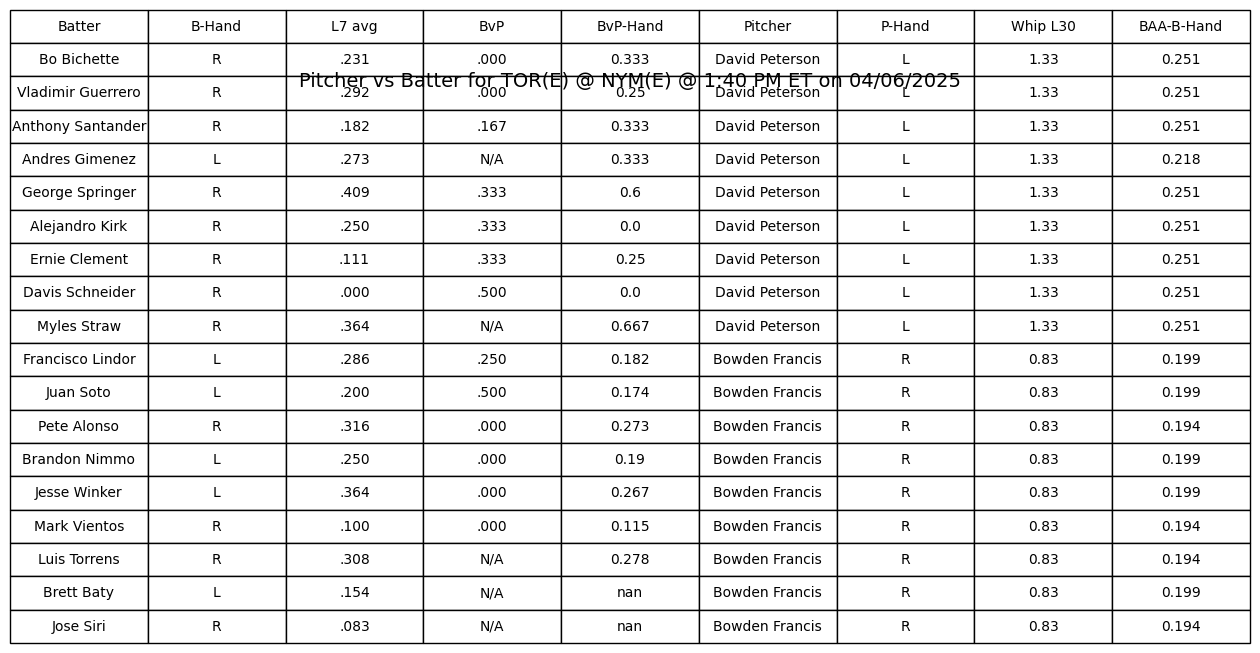 Batter B-Hand L7 avg BvP BvP-Hand Pitcher P-Hand Whip L30 BAA-B-Hand
Bo Bichette R .231 .000 0.333 David Peterson L 1.33 0.251
Pitcher vs Batter for TOR(E) @ NYM(E) @ 1:40 PM ET on 04/06/2025
Vladimir Guerrero R .292 .000 0.25 David Peterson L 1.33 0.251
Anthony Santander R .182 .167 0.333 David Peterson L 1.33 0.251
Andres Gimenez L .273 N/A 0.333 David Peterson L 1.33 0.218
George Springer R .409 .333 0.6 David Peterson L 1.33 0.251
Alejandro Kirk R .250 .333 0.0 David Peterson L 1.33 0.251
Ernie Clement R .111 .333 0.25 David Peterson L 1.33 0.251
Davis Schneider R .000 .500 0.0 David Peterson L 1.33 0.251
Myles Straw R .364 N/A 0.667 David Peterson L 1.33 0.251
Francisco Lindor L .286 .250 0.182 Bowden Francis R 0.83 0.199
Juan Soto L .200 .500 0.174 Bowden Francis R 0.83 0.199
Pete Alonso R .316 .000 0.273 Bowden Francis R 0.83 0.194
Brandon Nimmo L .250 .000 0.19 Bowden Francis R 0.83 0.199
Jesse Winker L .364 .000 0.267 Bowden Francis R 0.83 0.199
Mark Vientos R .100 .000 0.115 Bowden Francis R 0.83 0.194
Luis Torrens R .308 N/A 0.278 Bowden Francis R 0.83 0.194
Brett Baty L .154 N/A nan Bowden Francis R 0.83 0.199
Jose Siri R .083 N/A nan Bowden Francis R 0.83 0.194